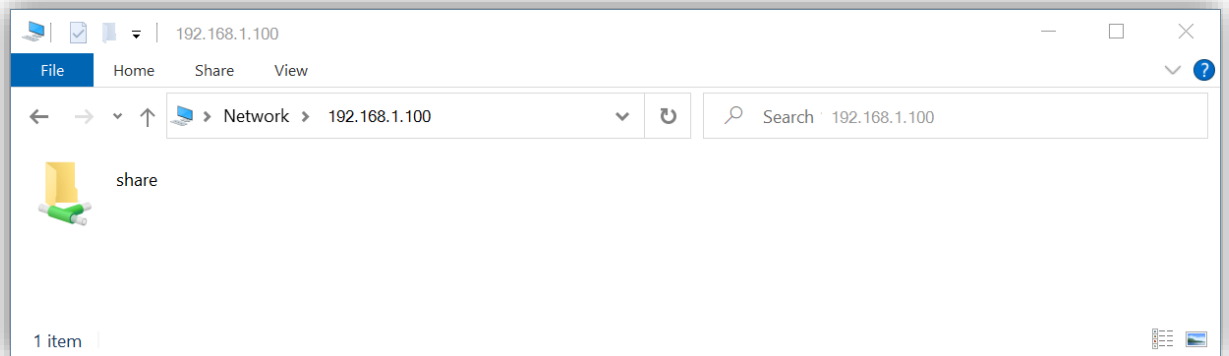 192.168.1.100
File Home Share View ?
Network 192.168.1.100 Search 192.168.1.100
share
1 item